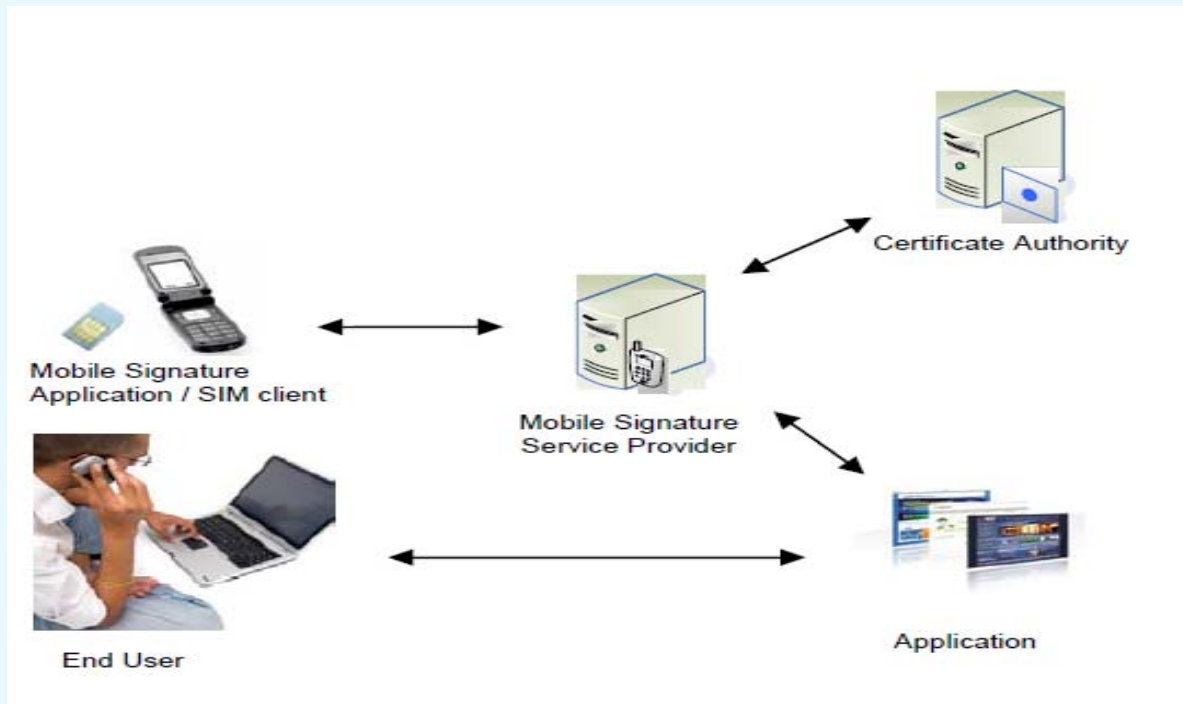 Certificate Authority
Mobile Signature
Application / SIM client
Mobile Signature
Service Provider
Application
End User